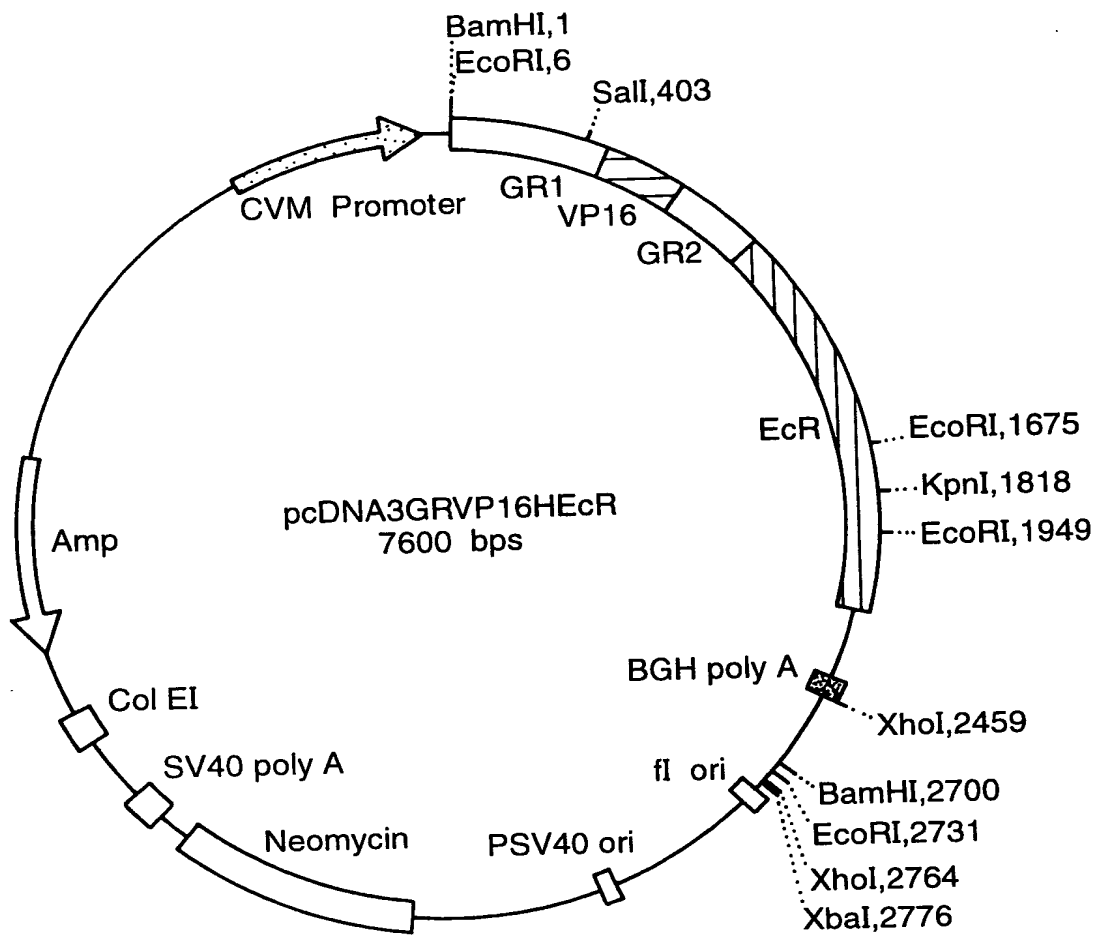 BamHI,1
EcoRI,6
SalI,403
CVM Promoter
GR1
VP16
GR2
EcR
EcoRI,1675
KpnI,1818
EcoRI,1949
pcDNA3GRVP16HEcR
7600 bps
Amp
BGH poly A
XhoI,2459
Col EI
SV40 poly A
fI ori
BamHI,2700
EcoRI,2731
Neomycin
PSV40 ori
XhoI,2764
XbaI,2776